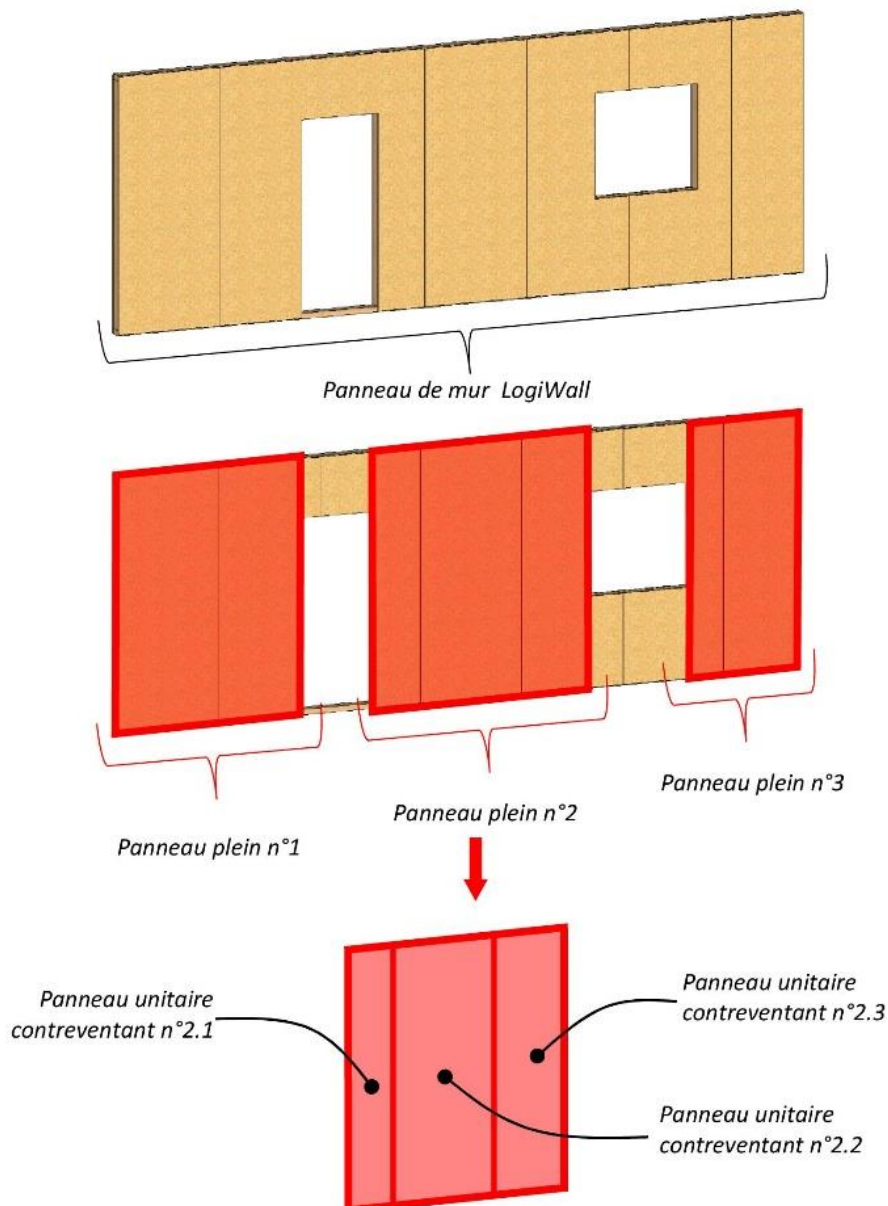 Panneau de mur LogiWall
Panneau plein n°3
Panneau plein n°2
Panneau plein n°1
Panneau unitaire
contreventant n°2.1
Panneau unitaire
contreventant n°2.3
Panneau unitaire
contreventant n°2.2